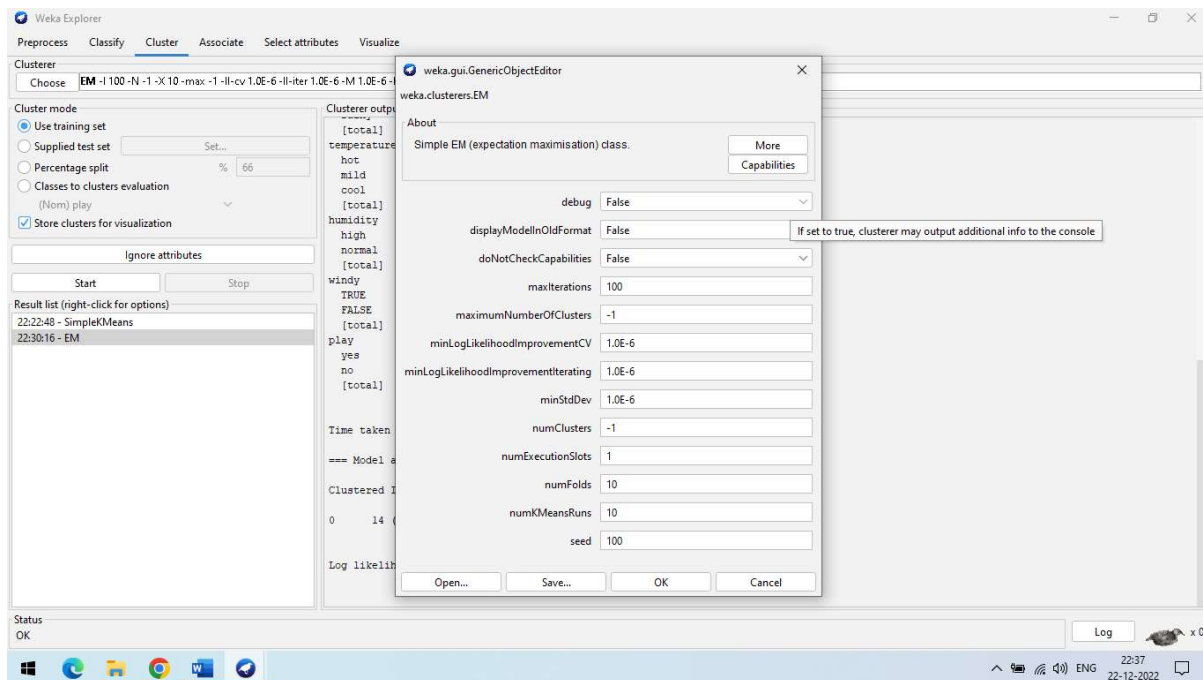 Weka Explorer
Preprocess Classify Cluster Associate Select attributes Visualize
Clusterer
Choose EM -I 100 -N -1 -X 10 -max -1 -ll-cv 1.0E-6 -ll-iter 1.0E-6 -M 1.0E-6 -
Cluster mode
Use training set
Supplied test set Set...
Percentage split % 66
Classes to clusters evaluation
(Nom) play
Store clusters for visualization
Ignore attributes
Start Stop
Result list (right-click for options)
22:22:48 - SimpleKMeans
22:30:16 - EM
Clusterer outpu
[total]
temperature
hot
mild
cool
[total]
humidity
high
normal
[total]
windy
TRUE
FALSE
[total]
play
yes
no
[total]
Time taken
=== Model a
Clustered I
0 14 (
Log likelih
weka.gui.GenericObjectEditor
weka.clusterers.EM
About
Simple EM (expectation maximisation) class.
More
Capabilities
debug False
displayModelInOldFormat False
If set to true, clusterer may output additional info to the console
doNotCheckCapabilities False
maxIterations 100
maximumNumberOfClusters -1
minLogLikelihoodImprovementCV 1.0E-6
minLogLikelihoodImprovementIterating 1.0E-6
minStdDev 1.0E-6
numClusters -1
numExecutionSlots 1
numFolds 10
numKMeansRuns 10
seed 100
Open... Save... OK Cancel
Status
OK
Log x 0
ENG 22:37
22-12-2022